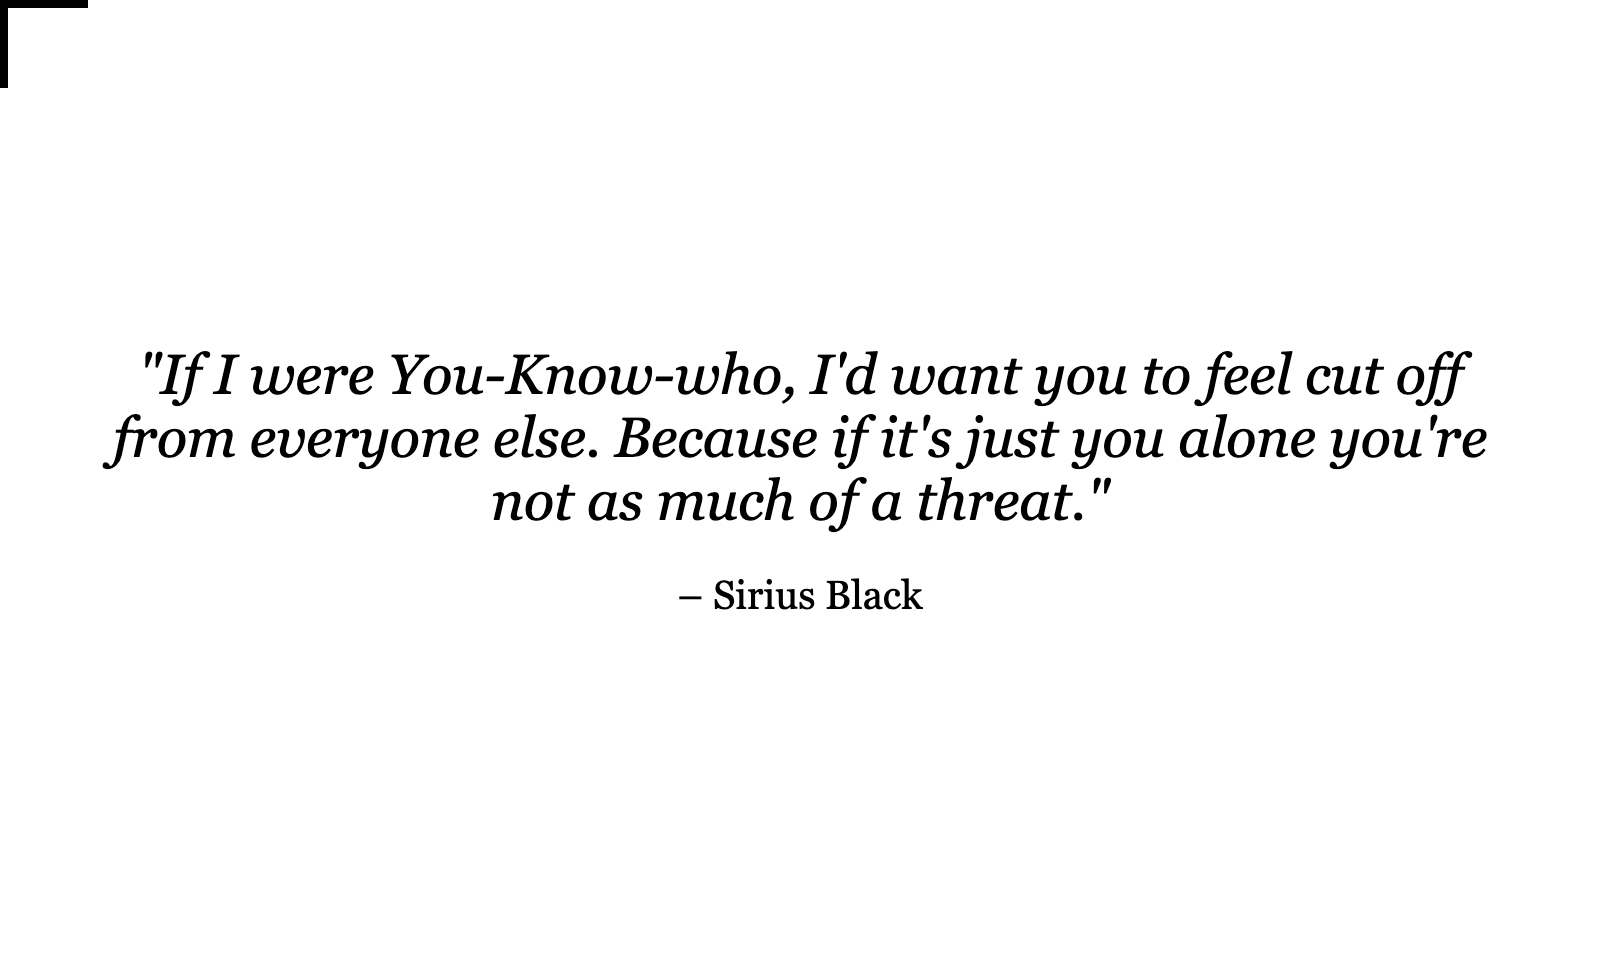 "If I were You-Know-who, I'd want you to feel cut off
from everyone else. Because if it's just you alone you're
not as much of a threat."
– Sirius Black